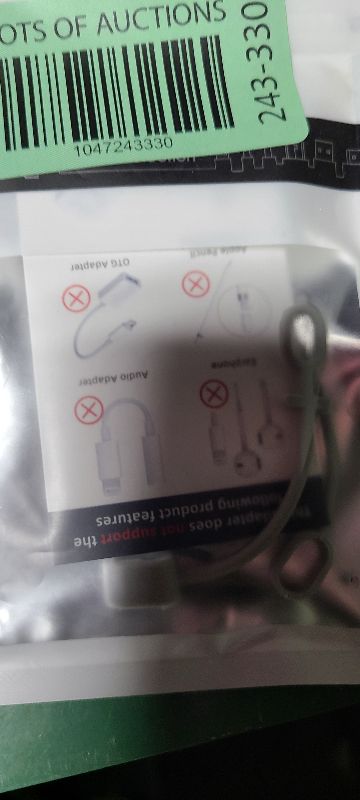 OTS OF AUCTIONS
243-330
1047243330
adapter does not support the
following product features
Earphone
Audio Adapter
Apple Pencil
OTG Adapter